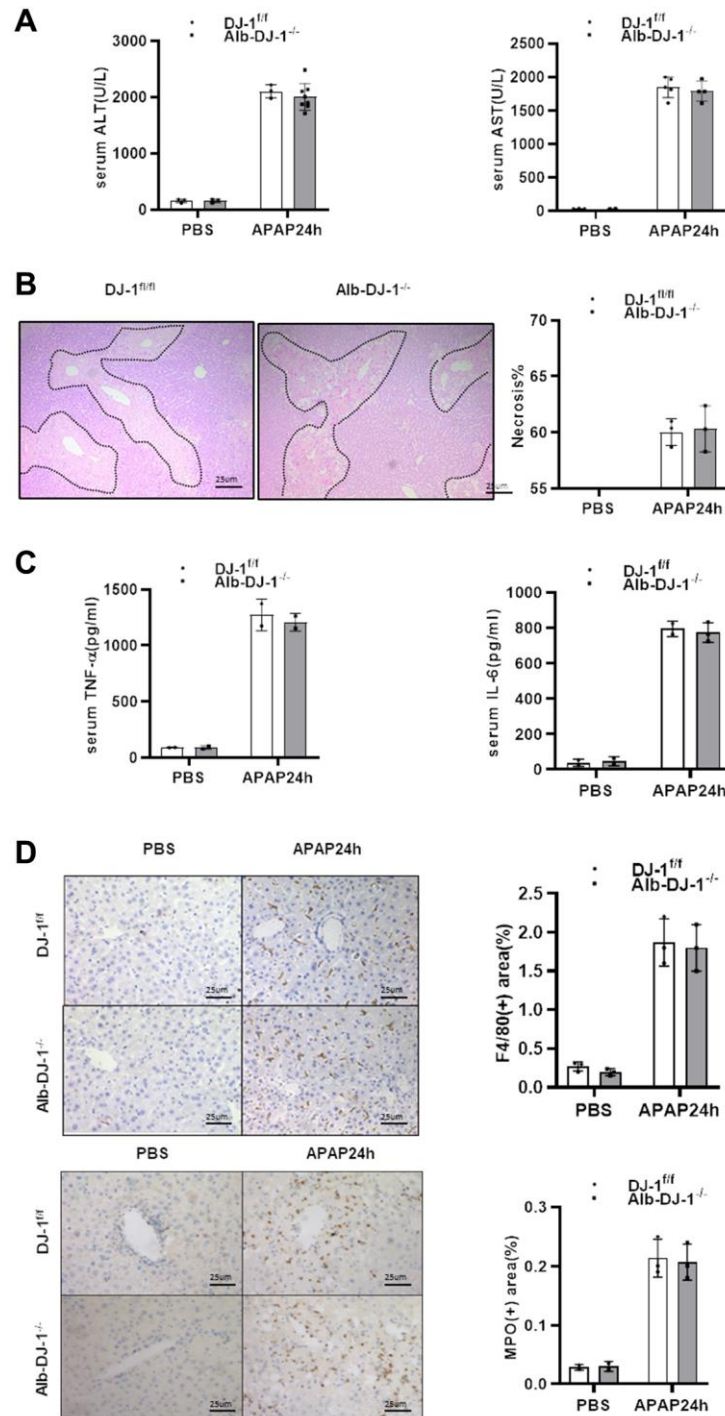 A
DJ-1f/f
Alb-DJ-1-/-
serum ALT(U/L)
3000
2000
1000
0
PBS
APAP24h
DJ-1f/f
Alb-DJ-1-/-
serum AST(U/L)
2500
2000
1500
1000
500
0
PBS
APAP24h
B
DJ-1fl/fl
Alb-DJ-1-/-
25um
25um
DJ-1fl/fl
Alb-DJ-1-/-
Necrosis%
70
65
60
55
PBS
APAP24h
C
DJ-1f/f
Alb-DJ-1-/-
serum TNF-α(pg/ml)
1500
1000
500
0
PBS
APAP24h
DJ-1f/f
Alb-DJ-1-/-
serum IL-6(pg/ml)
1000
800
600
400
200
0
PBS
APAP24h
D
PBS
APAP24h
DJ-1f/f
25um
25um
Alb-DJ-1-/-
25um
25um
DJ-1f/f
Alb-DJ-1-/-
F4/80(+) area(%)
2.5
2.0
1.5
1.0
0.5
0.0
PBS
APAP24h
PBS
APAP24h
DJ-1f/f
25um
25um
Alb-DJ-1-/-
25um
25um
DJ-1f/f
Alb-DJ-1-/-
MPO(+) area(%)
0.3
0.2
0.1
0.0
PBS
APAP24h